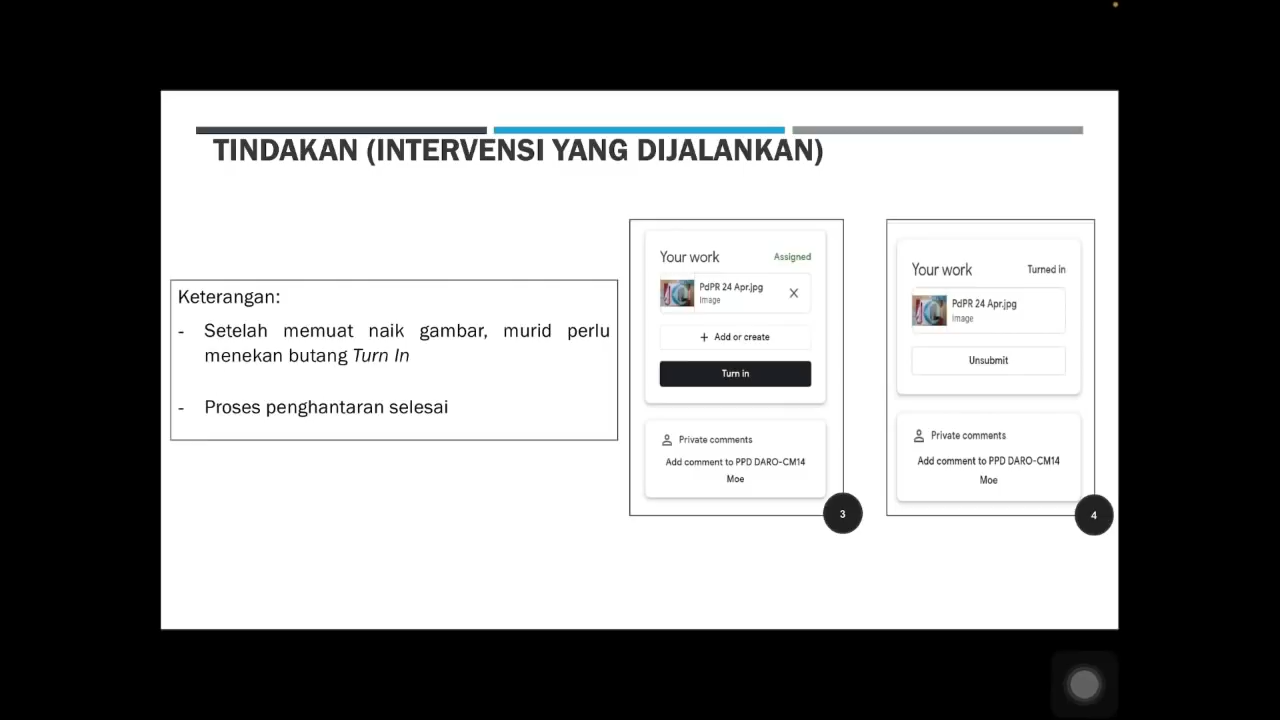 TINDAKAN (INTERVENSI YANG DIJALANKAN)
Keterangan:
- Setelah memuat naik gambar, murid perlu
menekan butang Turn In
- Proses penghantaran selesai
Your work Assigned
PdPR 24 Apr.jpg
Image
+ Add or create
Turn in
Private comments
Add comment to PPD DARO-CM14
Moe
3
Your work Turned in
PdPR 24 Apr.jpg
Image
Unsubmit
Private comments
Add comment to PPD DARO-CM14
Moe
4